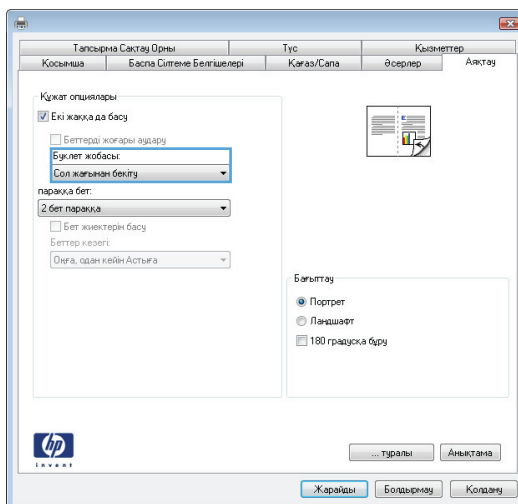 Тапсырма Сақтау Орны
Түс
Қызметтер
Қосымша
Баспа Сілтеме Белгішелері
Қағаз/Сапа
Әсерлер
Аяқтау
Құжат опциялары
Екі жаққа да басу
Беттерді жоғары аудару
Буклет жобасы:
Сол жағынан бекіту
параққа бет:
2 бет параққа
Бет жиектерін басу
Беттер кезегі:
Оңға, одан кейін Астыға
Бағыттау
Портрет
Ландшафт
180 градусқа бұру
hp
invent
... туралы
Анықтама
Жарайды
Болдырмау
Қолдану